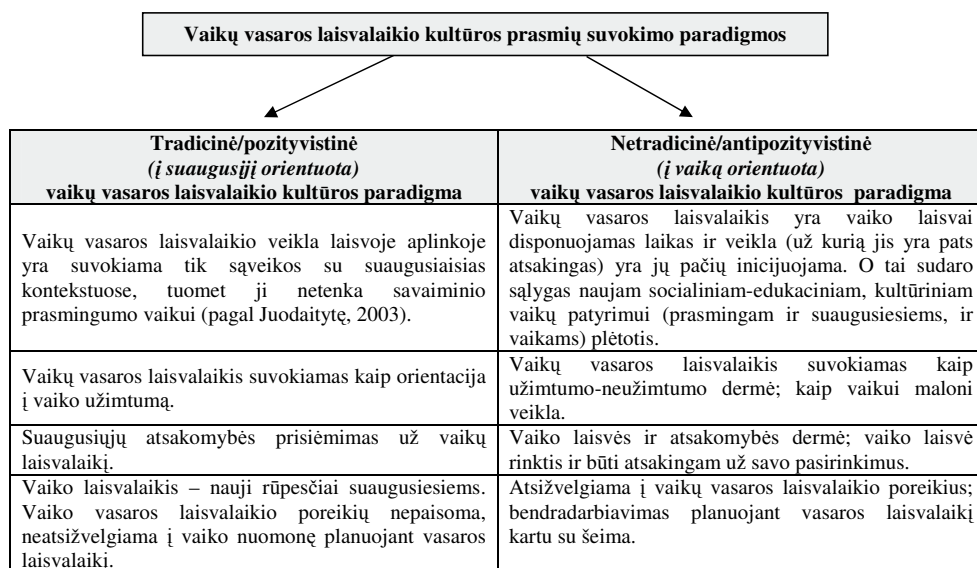 Vaikų vasaros laisvalaikio kultūros prasmių suvokimo paradigmos
Tradicinė/pozityvistinė
(į suaugusįjį orientuota)
vaikų vasaros laisvalaikio kultūros paradigma
Netradicinė/antipozityvistinė
(į vaiką orientuota)
vaikų vasaros laisvalaikio kultūros paradigma
Vaikų vasaros laisvalaikio veikla laisvoje aplinkoje
yra suvokiama tik sąveikos su suaugusiaisias
kontekstuose, tuomet ji netenka savaiminio
prasmingumo vaikui (pagal Juodaitytę, 2003).
Vaikų vasaros laisvalaikis yra vaiko laisvai
disponuojamas laikas ir veikla (už kurią jis yra pats
atsakingas) yra jų pačių inicijuojama. O tai sudaro
sąlygas naujam socialiniam-edukaciniam, kultūriniam
vaikų patyrimui (prasmingam ir suaugusiesiems, ir
vaikams) plėtotis.
Vaikų vasaros laisvalaikis suvokiamas kaip orientacija
į vaiko užimtumą.
Vaikų vasaros laisvalaikis suvokiamas kaip
užimtumo-neužimtumo dermė; kaip vaikui maloni
veikla.
Suaugusiųjų atsakomybės prisiėmimas už vaikų
laisvalaikį.
Vaiko laisvės ir atsakomybės dermė; vaiko laisvė
rinktis ir būti atsakingam už savo pasirinkimus.
Vaiko laisvalaikis – nauji rūpesčiai suaugusiesiems.
Vaiko vasaros laisvalaikio poreikių nepaisoma,
neatsižvelgiama į vaiko nuomonę planuojant vasaros
laisvalaikį.
Atsižvelgiama į vaikų vasaros laisvalaikio poreikius;
bendradarbiavimas planuojant vasaros laisvalaikį
kartu su šeima.